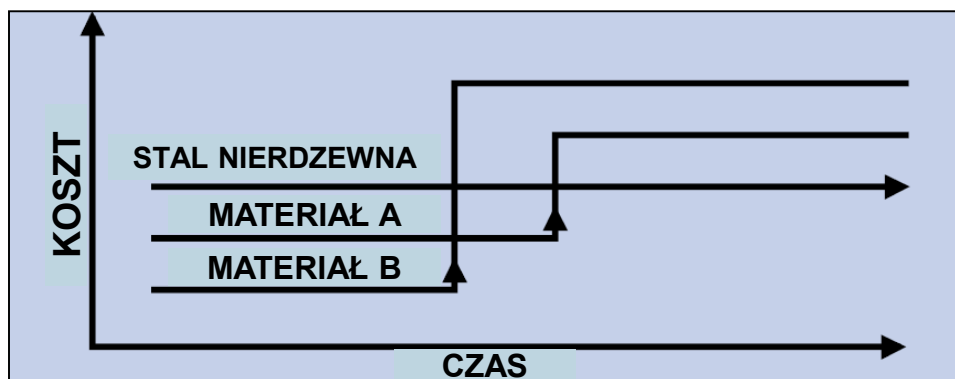 KOSZT
STAL NIERDZEWNA
MATERIAŁ A
MATERIAŁ B
CZAS